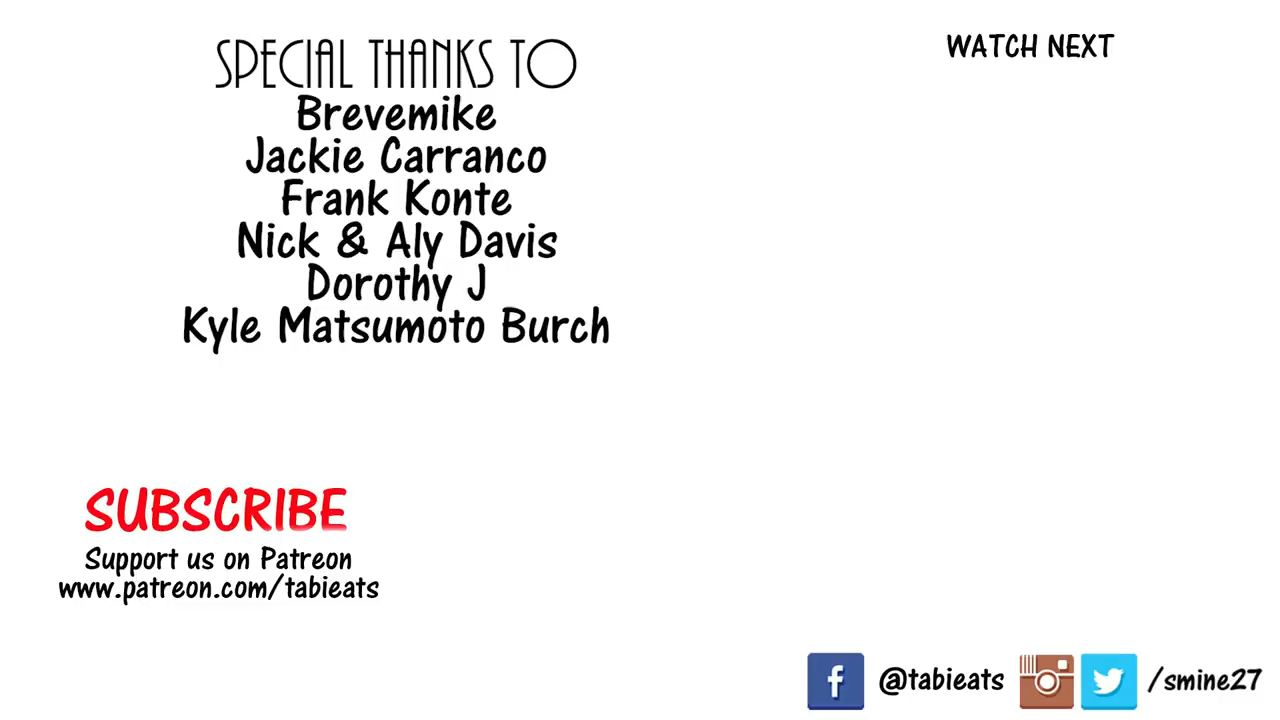 SPECIAL THANKS TO
Brevemike
Jackie Carranco
Frank Konte
Nick & Aly Davis
Dorothy J
Kyle Matsumoto Burch
WATCH NEXT
SUBSCRIBE
Support us on Patreon
www.patreon.com/tabieats
@tabieats
/smine27